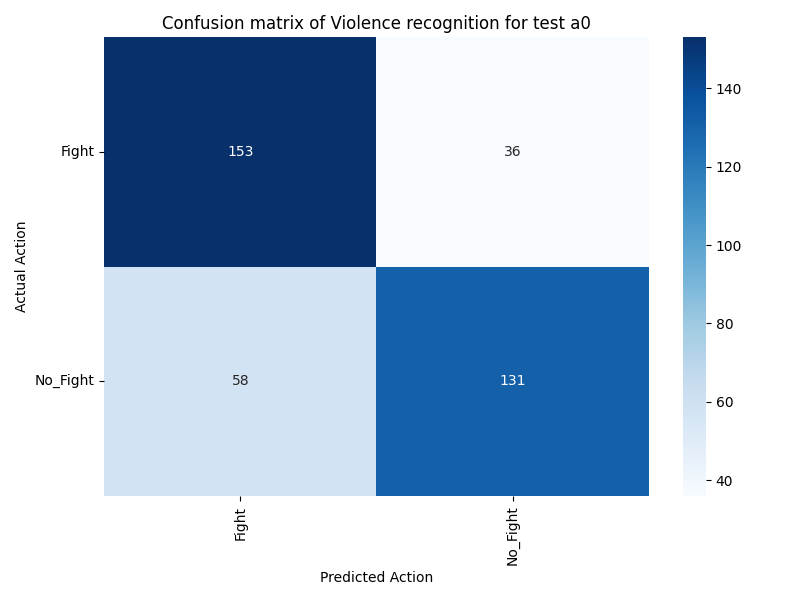 Confusion matrix of Violence recognition for test a0
Actual Action
Fight
153
36
No_Fight
58
131
Fight
No_Fight
Predicted Action
140
120
100
80
60
40